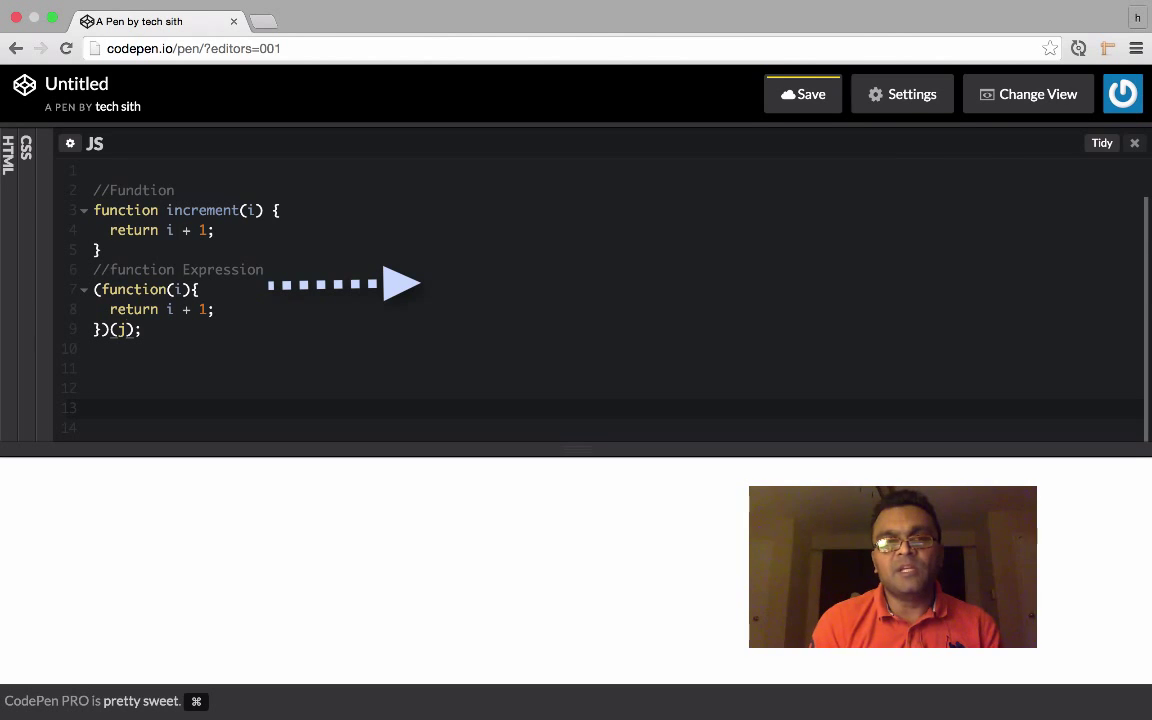 A Pen by tech sith
h
codepen.io/pen/?editors=001
Untitled
A PEN BY tech sith
Save
Settings
Change View
HTML
CSS
JS
Tidy
1
2 //Fundtion
3 function increment(i) {
4 return i + 1;
5 }
6 //function Expression
7 (function(i){
8 return i + 1;
9 })(j);
10
11
12
13
14
CodePen PRO is pretty sweet. ⌘